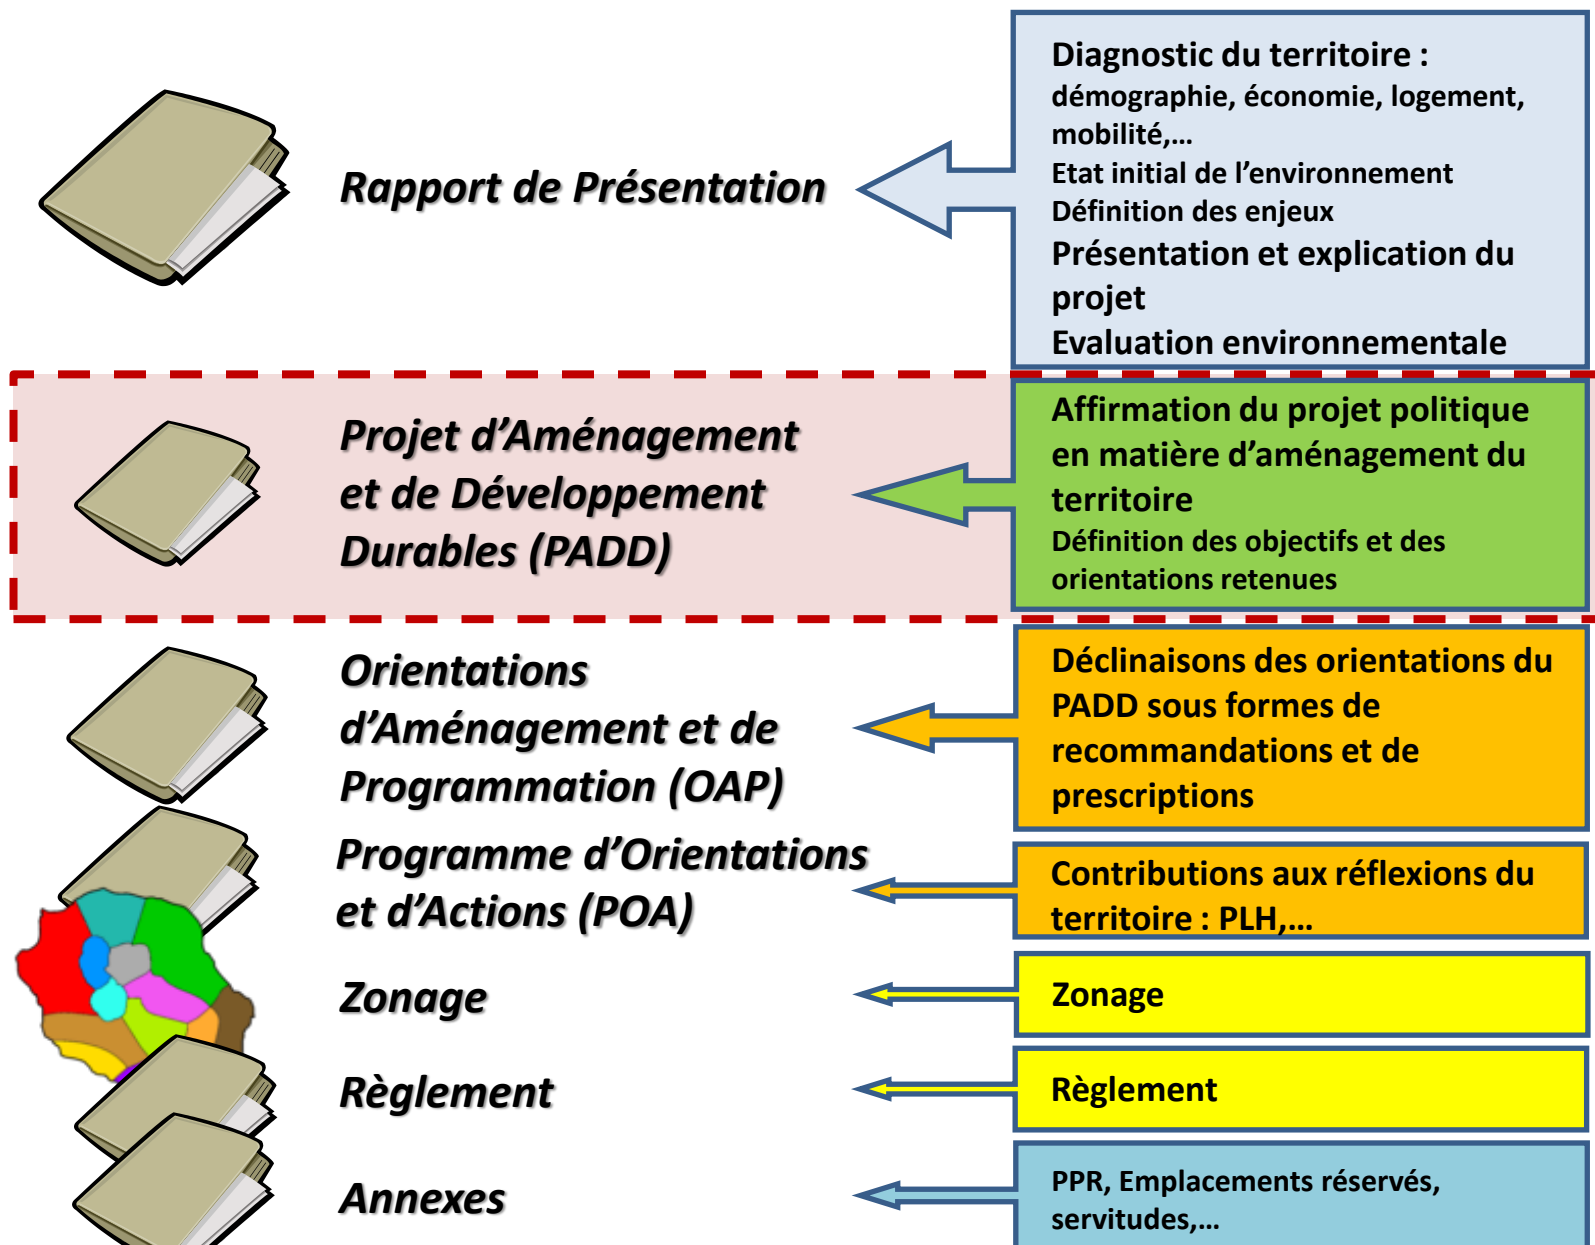 Rapport de Présentation
Diagnostic du territoire :
démographie, économie, logement,
mobilité,…
Etat initial de l’environnement
Définition des enjeux
Présentation et explication du
projet
Evaluation environnementale
Projet d’Aménagement
et de Développement
Durables (PADD)
Affirmation du projet politique
en matière d’aménagement du
territoire
Définition des objectifs et des
orientations retenues
Orientations
d’Aménagement et de
Programmation (OAP)
Déclinaisons des orientations du
PADD sous formes de
recommandations et de
prescriptions
Programme d’Orientations
et d’Actions (POA)
Contributions aux réflexions du
territoire : PLH,…
Zonage
Zonage
Règlement
Règlement
Annexes
PPR, Emplacements réservés,
servitudes,…